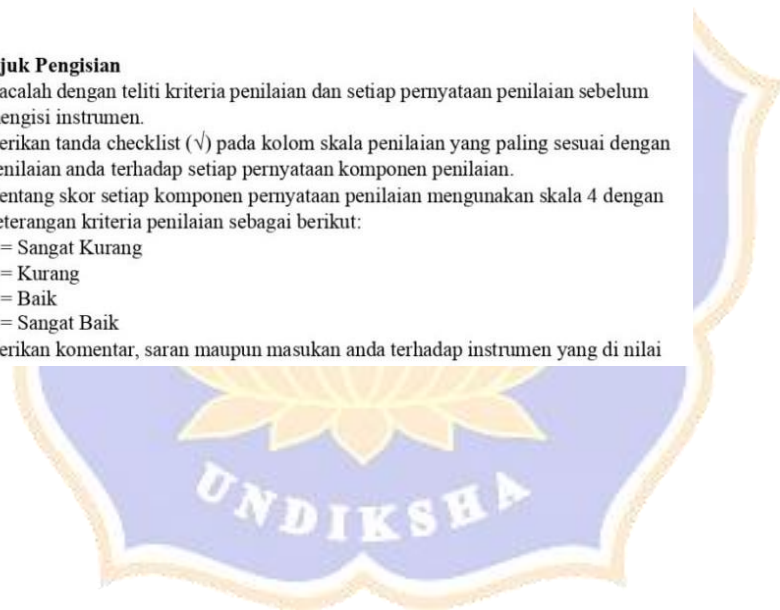 juk Pengisian
acalah dengan teliti kriteria penilaian dan setiap pernyataan penilaian sebelum
engisi instrumen.
erikan tanda checklist (√) pada kolom skala penilaian yang paling sesuai dengan
enilaian anda terhadap setiap pernyataan komponen penilaian.
entang skor setiap komponen pernyataan penilaian mengunakan skala 4 dengan
eterangan kriteria penilaian sebagai berikut:
= Sangat Kurang
= Kurang
= Baik
= Sangat Baik
erikan komentar, saran maupun masukan anda terhadap instrumen yang di nilai
UNDIKSHA